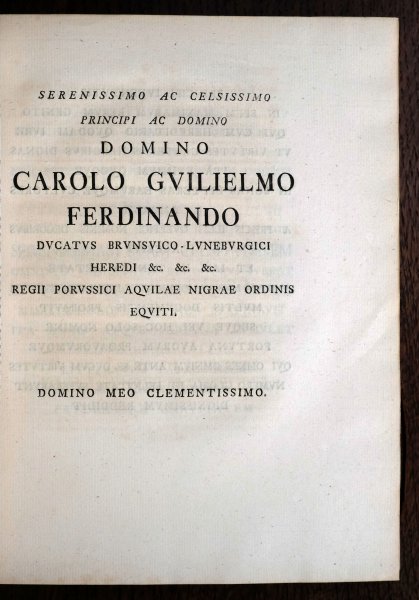 SERENISSIMO AC CELSISSIMO
PRINCIPI AC DOMINO
DOMINO
CAROLO GVILIELMO
FERDINANDO
DVCATVS BRVNSVICO-LVNEBVRGICI
HEREDI &c. &c. &c.
REGII PORVSSICI AQVILAE NIGRAE ORDINIS
EQVITI.
DOMINO MEO CLEMENTISSIMO.